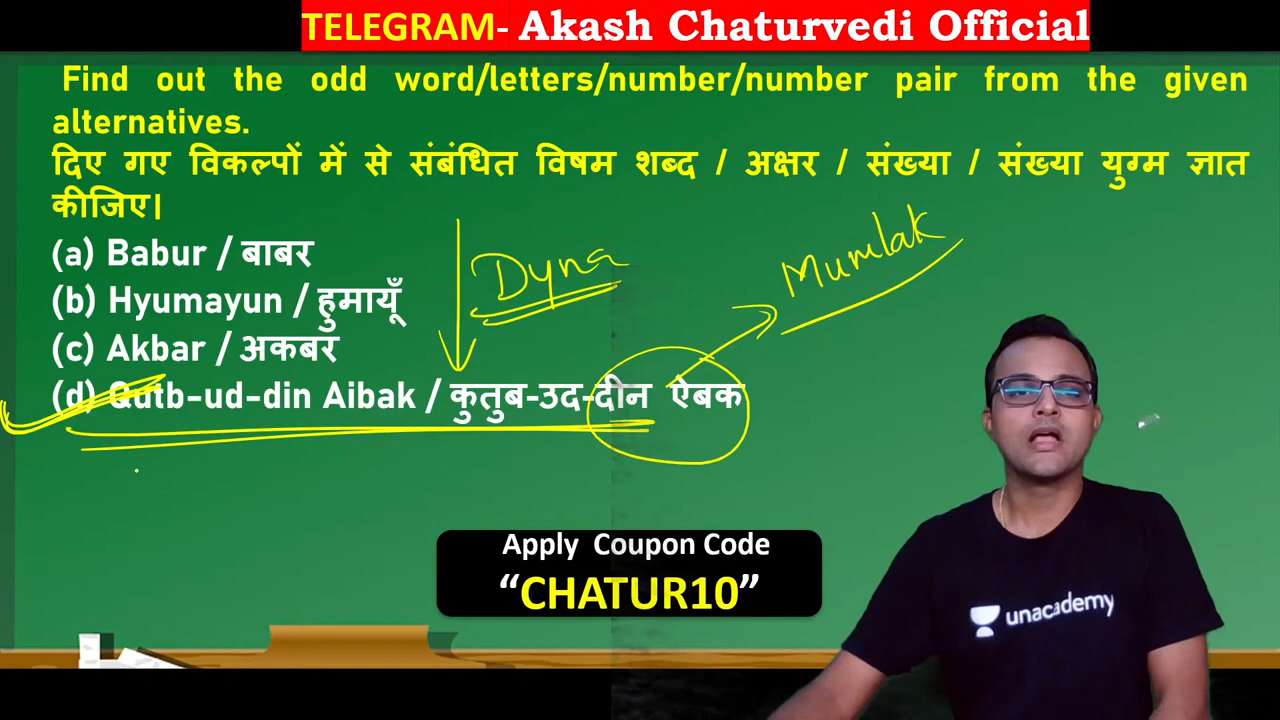 TELEGRAM- Akash Chaturvedi Official
Find out the odd word/letters/number/number pair from the given
alternatives.
दिए गए विकल्पों में से संबंधित विषम शब्द / अक्षर / संख्या / संख्या युग्म ज्ञात
कीजिए।
(a) Babur / बाबर
(b) Hyumayun / हुमायूँ
(c) Akbar / अकबर
(d) Qutb-ud-din Aibak / कुतुब-उद-दीन ऐबक
Dyna
Mumlak
Apply Coupon Code
“CHATUR10”
unacademy